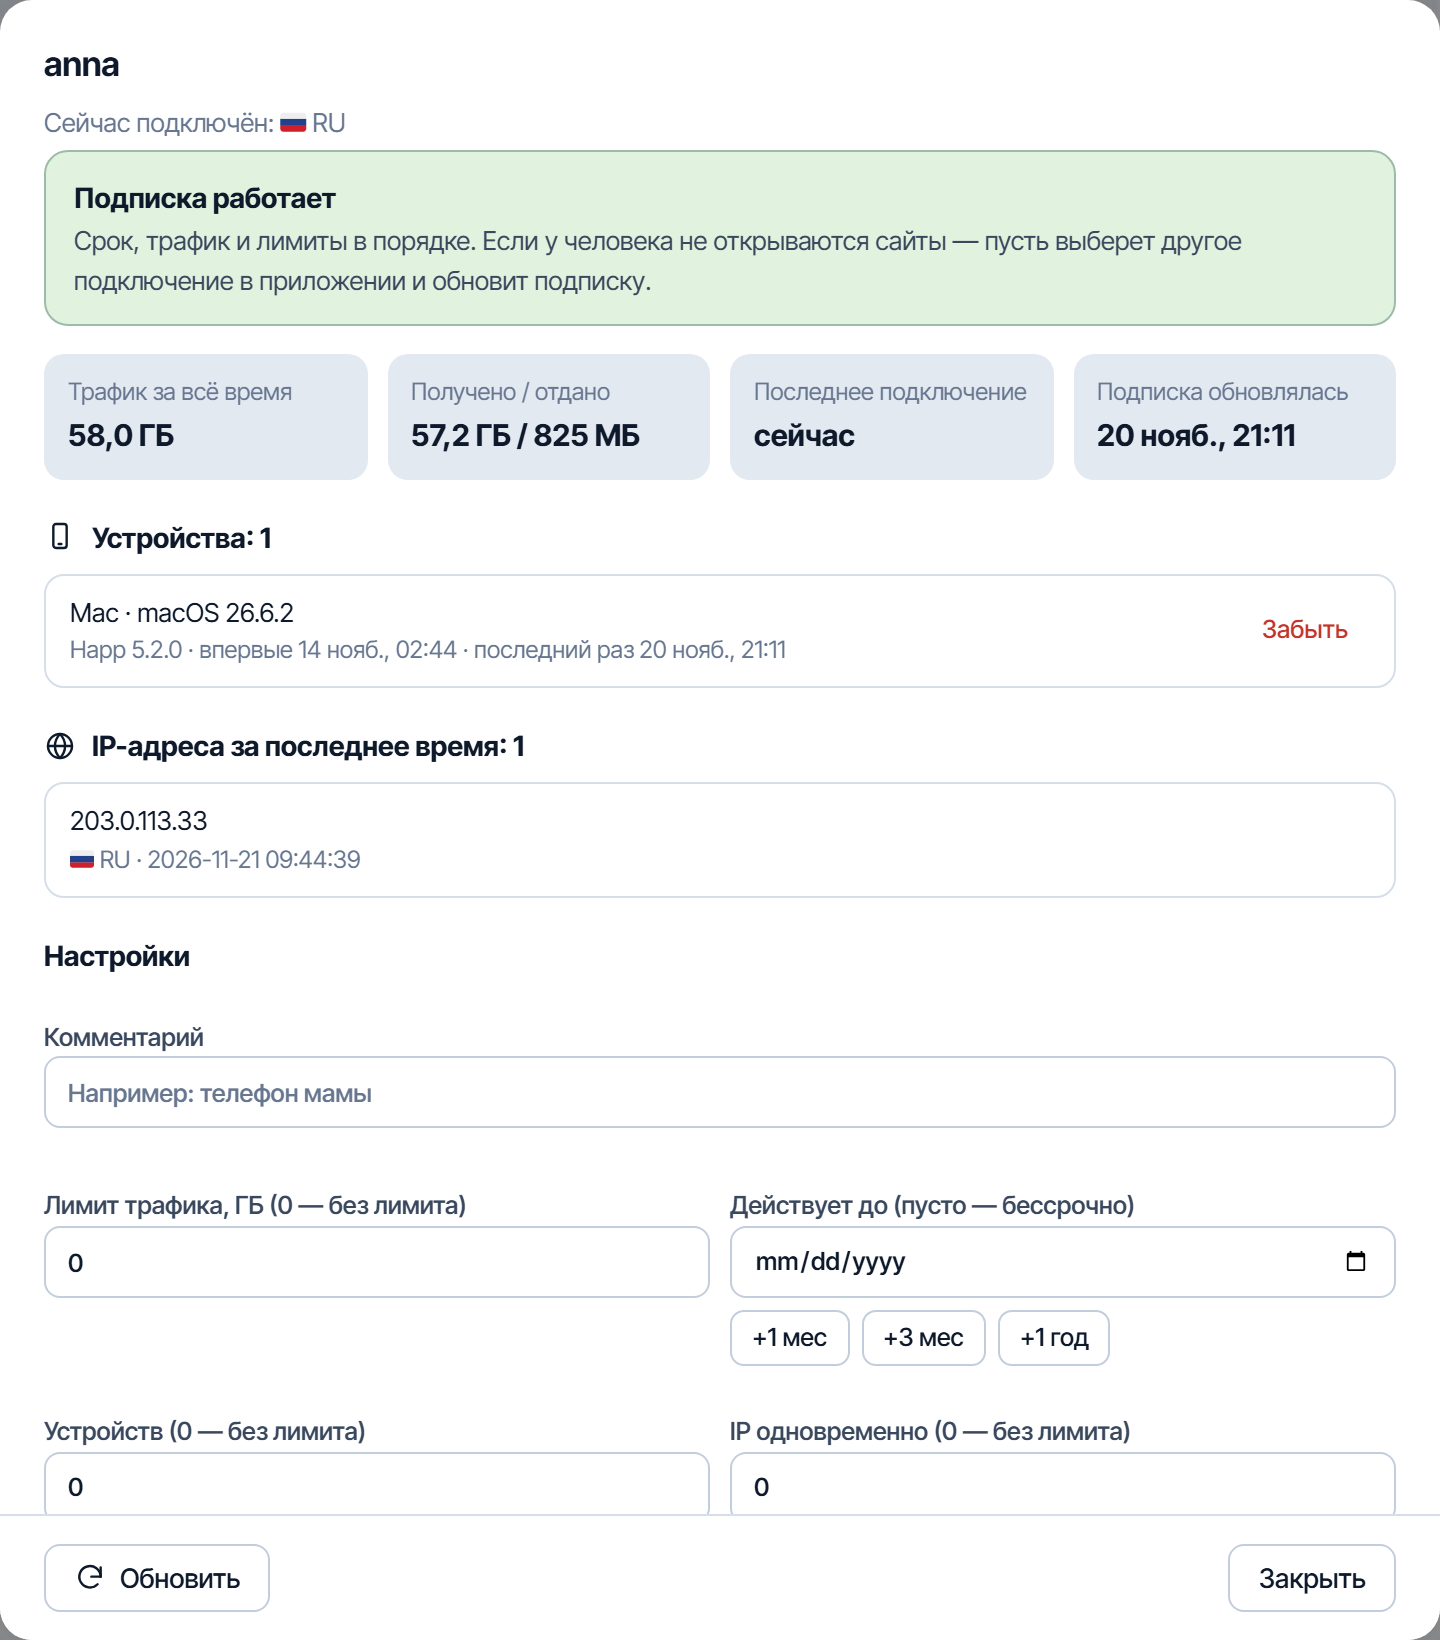 anna
Сейчас подключён: RU
Подписка работает
Срок, трафик и лимиты в порядке. Если у человека не открываются сайты — пусть выберет другое
подключение в приложении и обновит подписку.
Трафик за всё время
58,0 ГБ
Получено / отдано
57,2 ГБ / 825 МБ
Последнее подключение
сейчас
Подписка обновлялась
20 нояб., 21:11
Устройства: 1
Mac · macOS 26.6.2
Happ 5.2.0 · впервые 14 нояб., 02:44 · последний раз 20 нояб., 21:11
Забыть
IP-адреса за последнее время: 1
203.0.113.33
RU · 2026-11-21 09:44:39
Настройки
Комментарий
Например: телефон мамы
Лимит трафика, ГБ (0 — без лимита)
0
Действует до (пусто — бессрочно)
mm/dd/yyyy
+1 мес +3 мес +1 год
Устройств (0 — без лимита)
0
IP одновременно (0 — без лимита)
0
Обновить
Закрыть